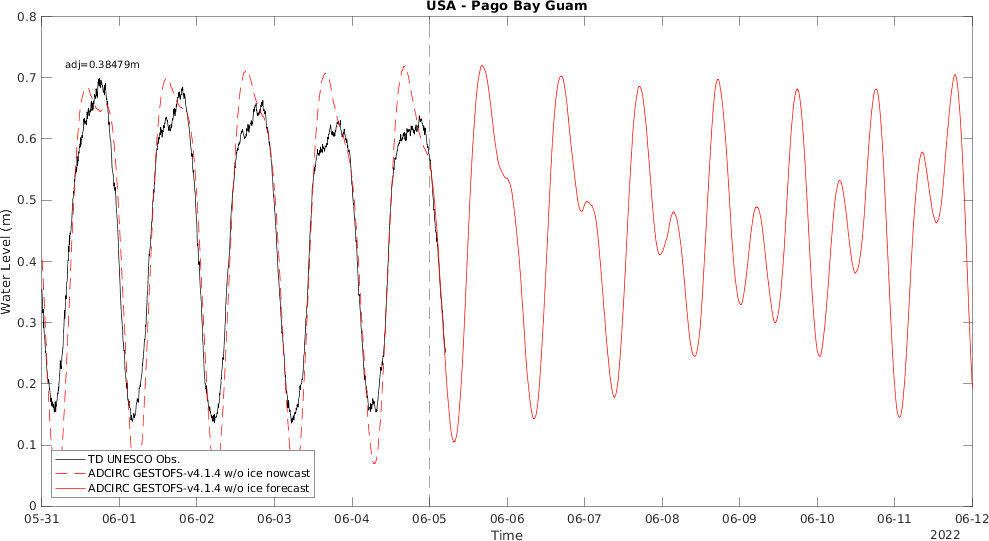 USA - Pago Bay Guam
adj=0.38479m
Water Level (m)
0.8
0.7
0.6
0.5
0.4
0.3
0.2
0.1
0
TD UNESCO Obs.
ADCIRC GESTOFS-v4.1.4 w/o ice nowcast
ADCIRC GESTOFS-v4.1.4 w/o ice forecast
05-31 06-01 06-02 06-03 06-04 06-05 06-06 06-07 06-08 06-09 06-10 06-11 06-12
Time
2022